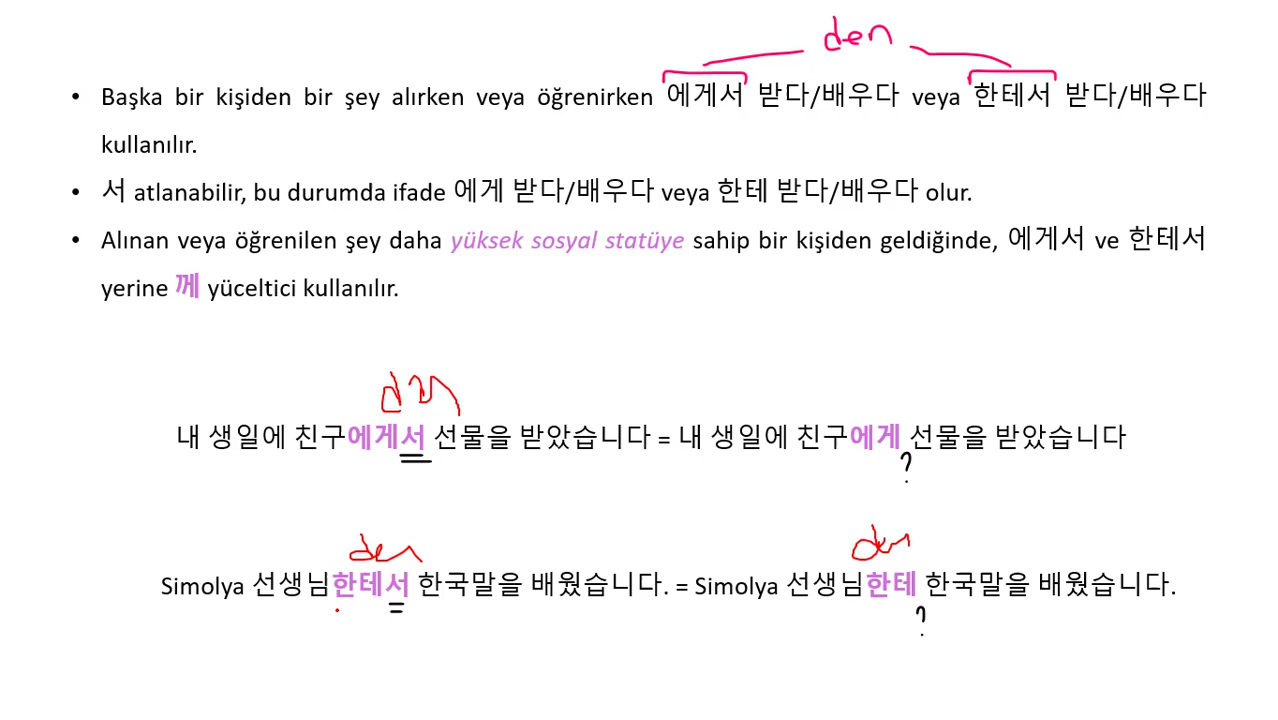 den
• Başka bir kişiden bir şey alırken veya öğrenirken 에게서 받다/배우다 veya 한테서 받다/배우다
kullanılır.
• 서 atlanabilir, bu durumda ifade 에게 받다/배우다 veya 한테 받다/배우다 olur.
• Alınan veya öğrenilen şey daha yüksek sosyal statüye sahip bir kişiden geldiğinde, 에게서 ve 한테서
yerine 께 yüceltici kullanılır.
내 생일에 친구에게서 선물을 받았습니다 = 내 생일에 친구에게 선물을 받았습니다
?
den den
Simolya 선생님한테서 한국말을 배웠습니다. = Simolya 선생님한테 한국말을 배웠습니다.
?